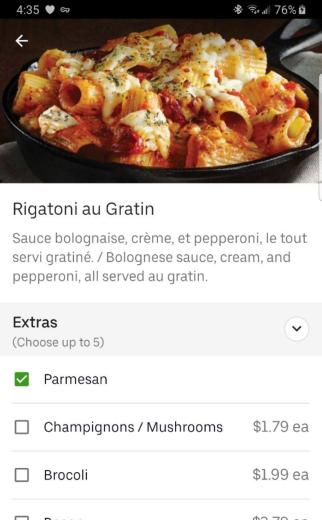 4:35 76%
Rigatoni au Gratin
Sauce bolognaise, crème, et pepperoni, le tout
servi gratiné. / Bolognese sauce, cream, and
pepperoni, all served au gratin.
Extras
(Choose up to 5)
Parmesan
Champignons / Mushrooms $1.79 ea
Brocoli $1.99 ea